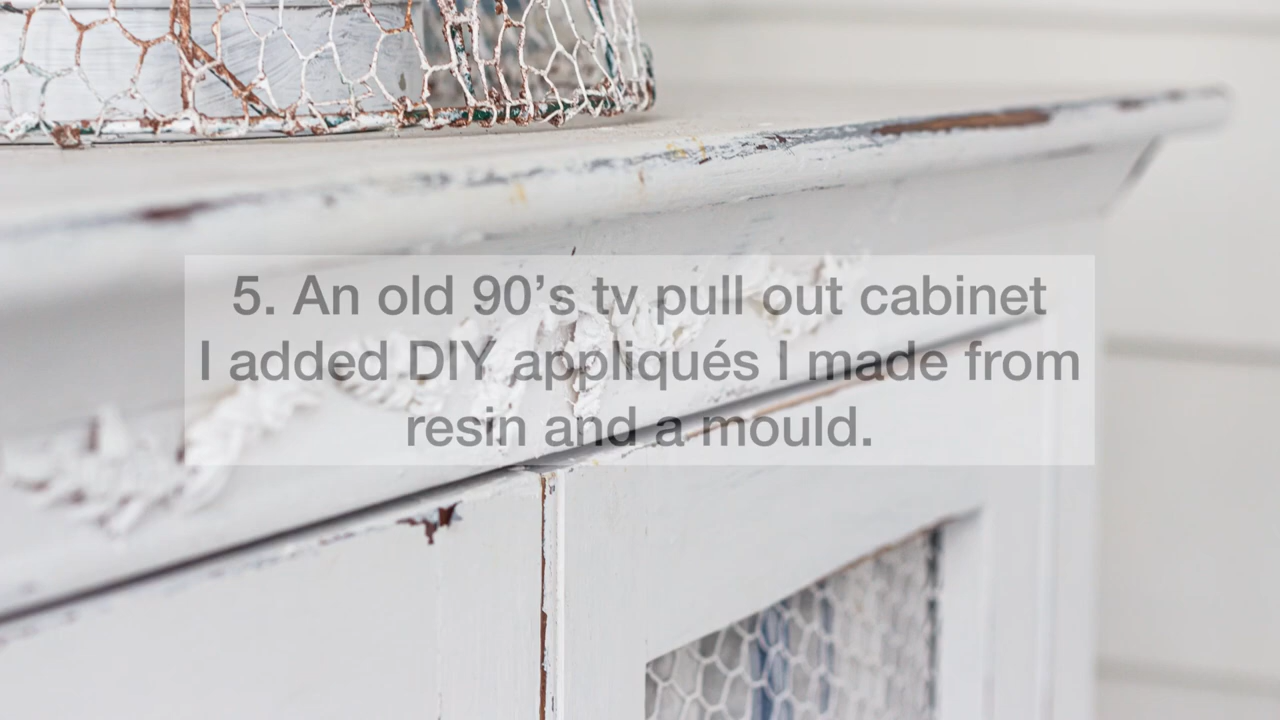 5. An old 90’s tv pull out cabinet
I added DIY appliqués I made from
resin and a mould.